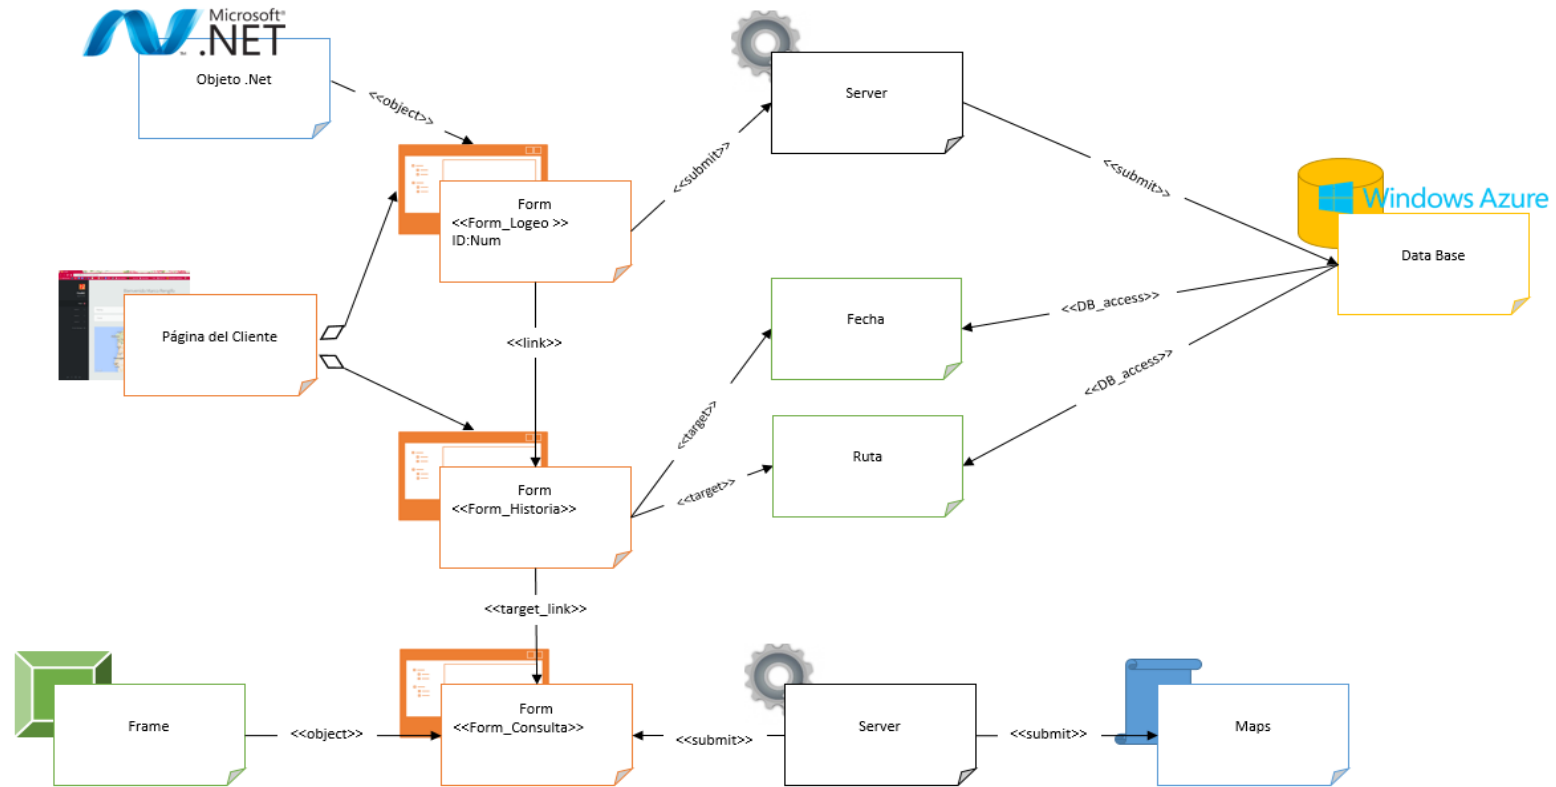 Microsoft®
.NET
Objeto .Net
<<object>>
Server
<<submit>>
<<submit>>
Windows Azure
Data Base
Form
<<Form_Logeo >>
ID:Num
Página del Cliente
<<link>>
Fecha
<<DB_access>>
<<DB_access>>
<<target>>
<<target>>
Ruta
Form
<<Form_Historia>>
<<target_link>>
Frame
<<object>>
Form
<<Form_Consulta>>
<<submit>>
Server
<<submit>>
Maps